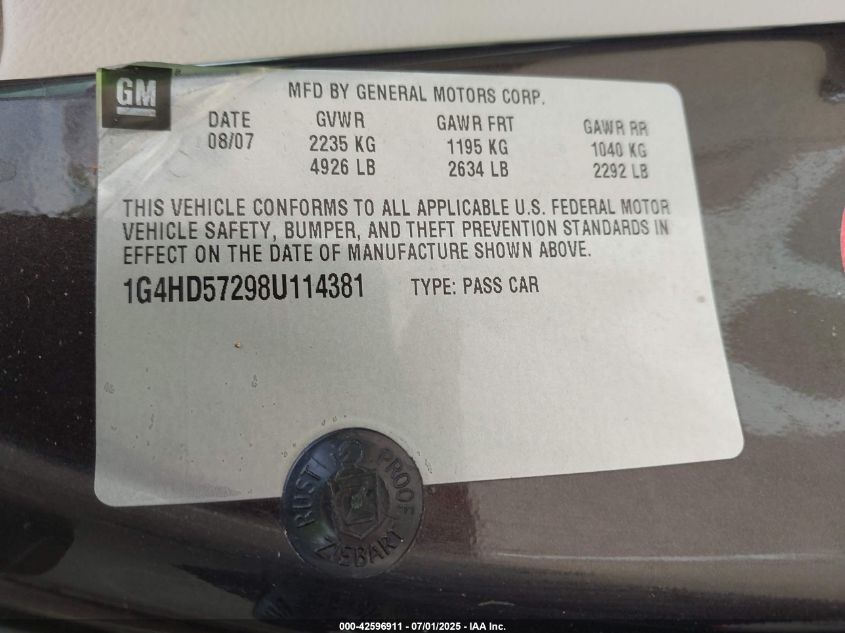 GM
MFD BY GENERAL MOTORS CORP.
DATE GVWR GAWR FRT GAWR RR
08/07 2235 KG 1195 KG 1040 KG
4926 LB 2634 LB 2292 LB
THIS VEHICLE CONFORMS TO ALL APPLICABLE U.S. FEDERAL MOTOR
VEHICLE SAFETY, BUMPER, AND THEFT PREVENTION STANDARDS IN
EFFECT ON THE DATE OF MANUFACTURE SHOWN ABOVE.
1G4HD57298U114381 TYPE: PASS CAR
RUSTPROOF
ZIEBART
000-42596911 - 07/01/2025 - IAA Inc.